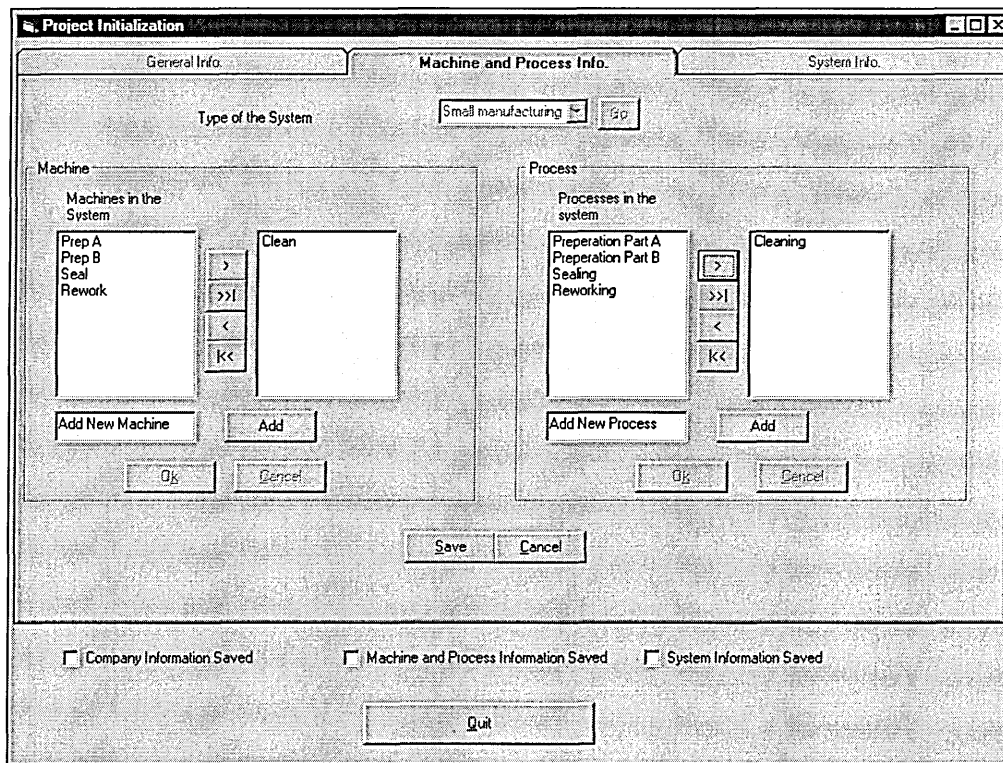 Project Initialization
General Info.
Machine and Process Info.
System Info.
Type of the System
Small manufacturing
Go
Machine
Machines in the
System
Prep A
Prep B
Seal
Rework
>
>>|
<
|<<
Clean
Add New Machine
Add
Ok
Cancel
Process
Processes in the
system
Preperation Part A
Preperation Part B
Sealing
Reworking
>
>>|
<
|<<
Cleaning
Add New Process
Add
Ok
Cancel
Save
Cancel
Company Information Saved
Machine and Process Information Saved
System Information Saved
Quit